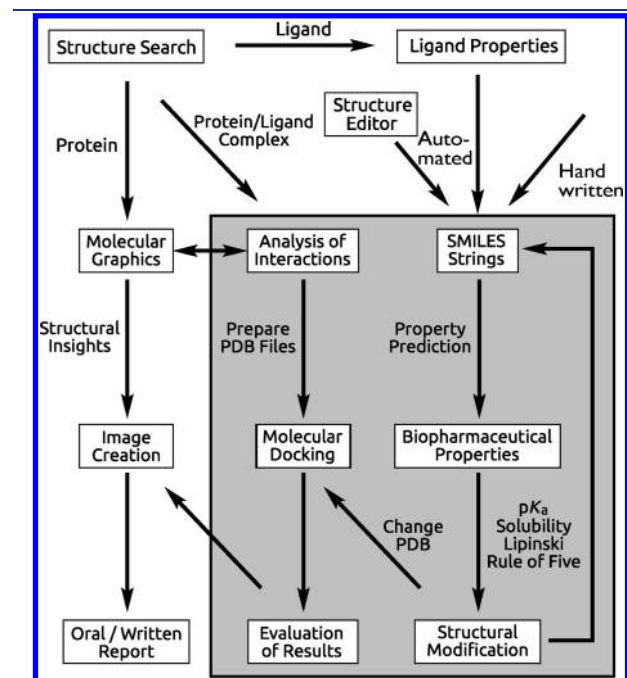 Structure Search
Ligand
Ligand Properties
Structure
Editor
Protein/Ligand
Complex
Protein
Auto-
mated
Hand
written
Molecular
Graphics
Analysis of
Interactions
SMILES
Strings
Structural
Insights
Prepare
PDB Files
Property
Prediction
Image
Creation
Molecular
Docking
Biopharmaceutical
Properties
Change
PDB
pKa
Solubility
Lipinski
Rule of Five
Oral / Written
Report
Evaluation
of Results
Structural
Modification